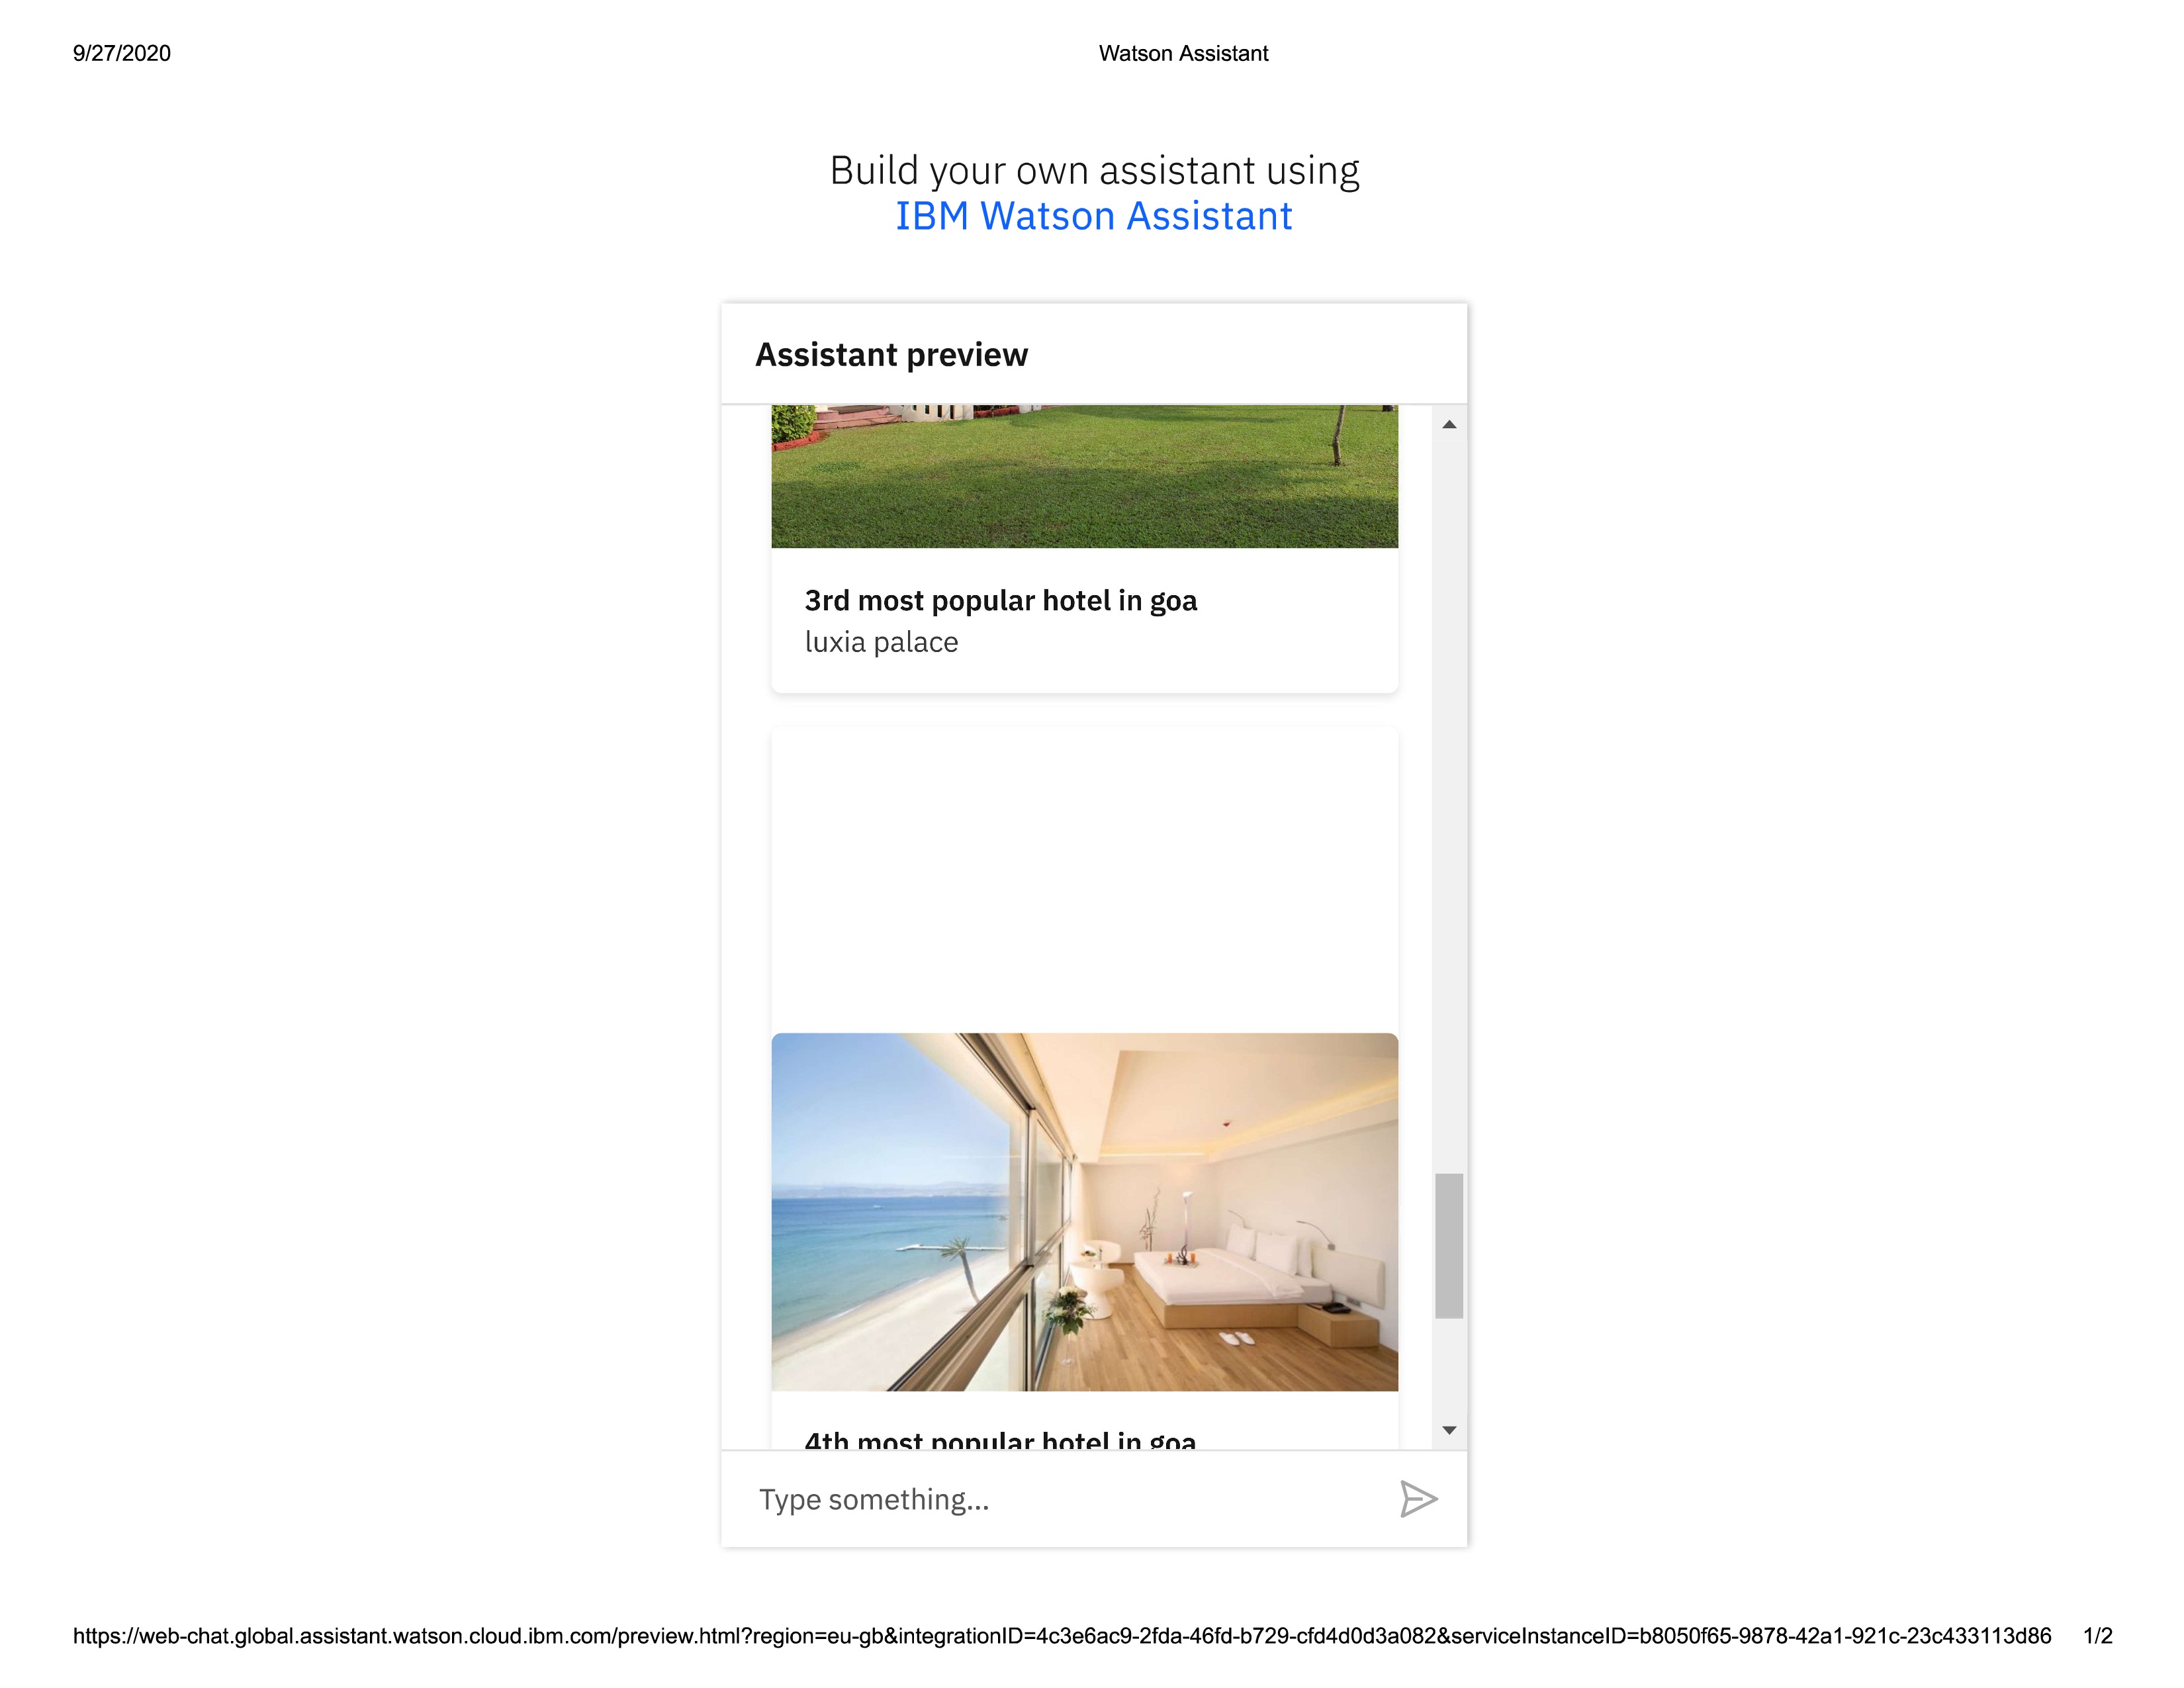 9/27/2020
Watson Assistant
Build your own assistant using
IBM Watson Assistant
Assistant preview
3rd most popular hotel in goa
luxia palace
4th most popular hotel in goa
Type something...
https://web-chat.global.assistant.watson.cloud.ibm.com/preview.html?region=eu-gb&integrationID=4c3e6ac9-2fda-46fd-b729-cfd4d0d3a082&serviceInstanceID=b8050f65-9878-42a1-921c-23c433113d86
1/2